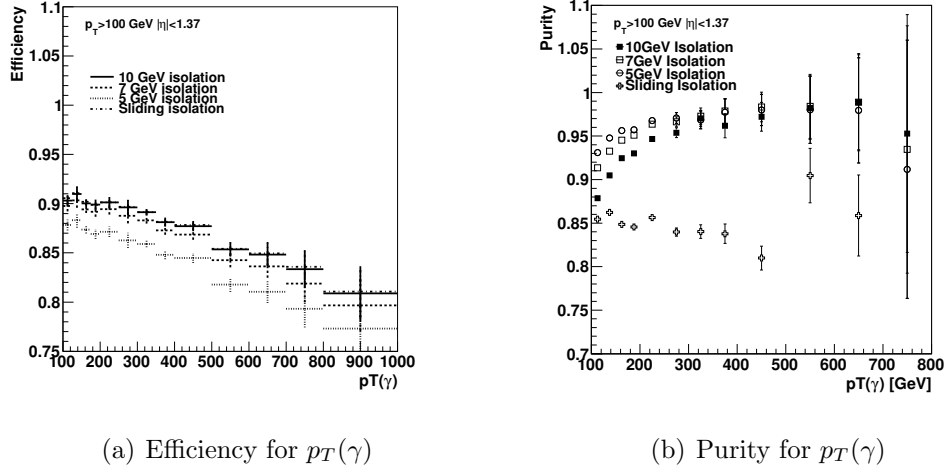 Efficiency
p_T>100 GeV |η|<1.37
10 GeV isolation
7 GeV isolation
5 GeV isolation
Sliding isolation
1.1
1.05
1
0.95
0.9
0.85
0.8
0.75
100 200 300 400 500 600 700 800 900 1000
pT(γ)
(a) Efficiency for p_T(γ)
Purity
p_T>100 GeV |η|<1.37
10GeV Isolation
7GeV Isolation
5GeV Isolation
Sliding Isolation
1.1
1.05
1
0.95
0.9
0.85
0.8
0.75
0.7
100 200 300 400 500 600 700 800
pT(γ) [GeV]
(b) Purity for p_T(γ)